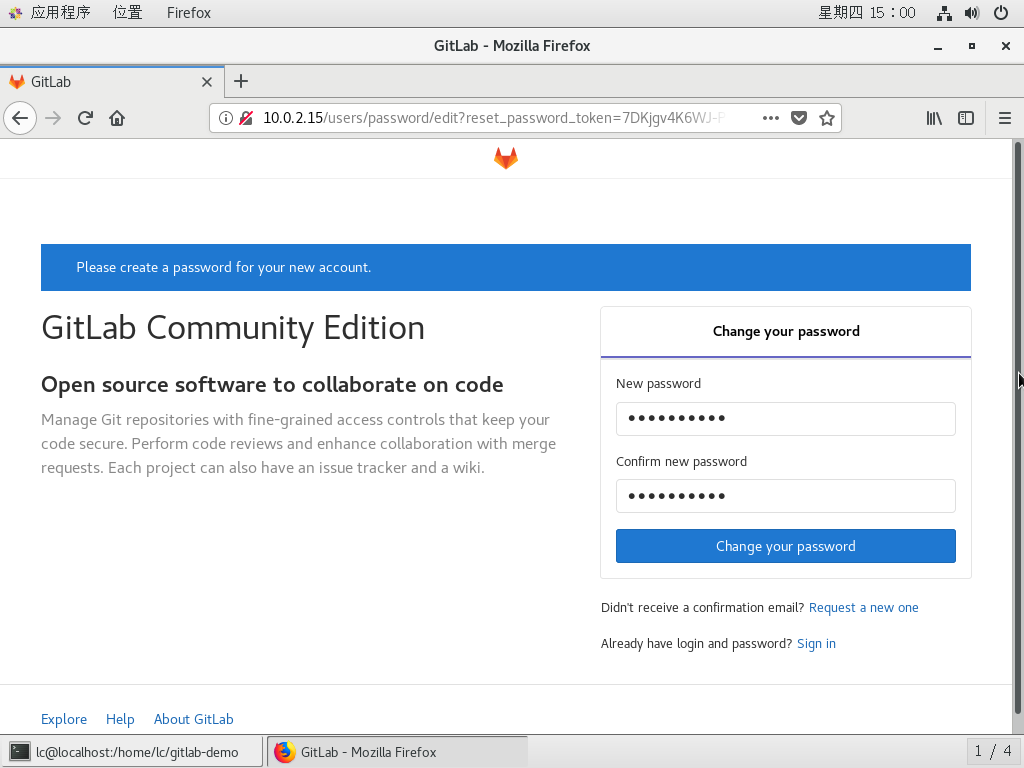 应用程序 位置 Firefox 星期四 15：00
GitLab - Mozilla Firefox
GitLab
10.0.2.15/users/password/edit?reset_password_token=7DKjgv4K6WJ-
Please create a password for your new account.
GitLab Community Edition
Open source software to collaborate on code
Manage Git repositories with fine-grained access controls that keep your
code secure. Perform code reviews and enhance collaboration with merge
requests. Each project can also have an issue tracker and a wiki.
Change your password
New password
●●●●●●●●●●
Confirm new password
●●●●●●●●●●
Change your password
Didn't receive a confirmation email? Request a new one
Already have login and password? Sign in
Explore Help About GitLab
lc@localhost:/home/lc/gitlab-demo GitLab - Mozilla Firefox 1 / 4